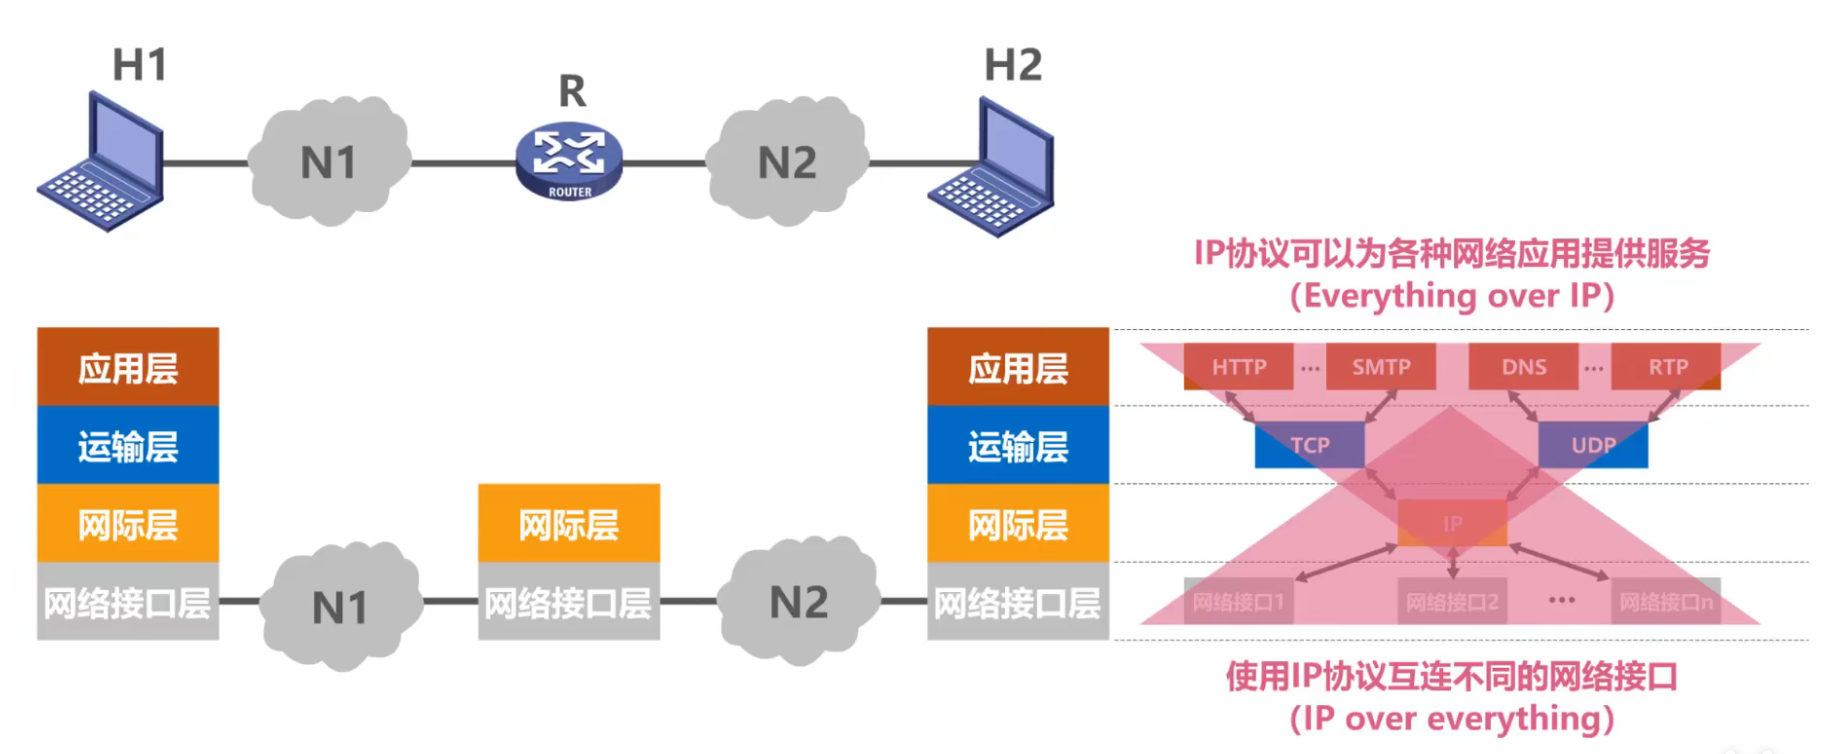 H1
R
H2
N1
ROUTER
N2
IP协议可以为各种网络应用提供服务
(Everything over IP)
应用层
运输层
网际层
网络接口层
N1
网际层
网络接口层
N2
应用层
运输层
网际层
网络接口层
HTTP ... SMTP DNS ... RTP
TCP UDP
IP
网络接口1 网络接口2 ... 网络接口n
使用IP协议互连不同的网络接口
(IP over everything)